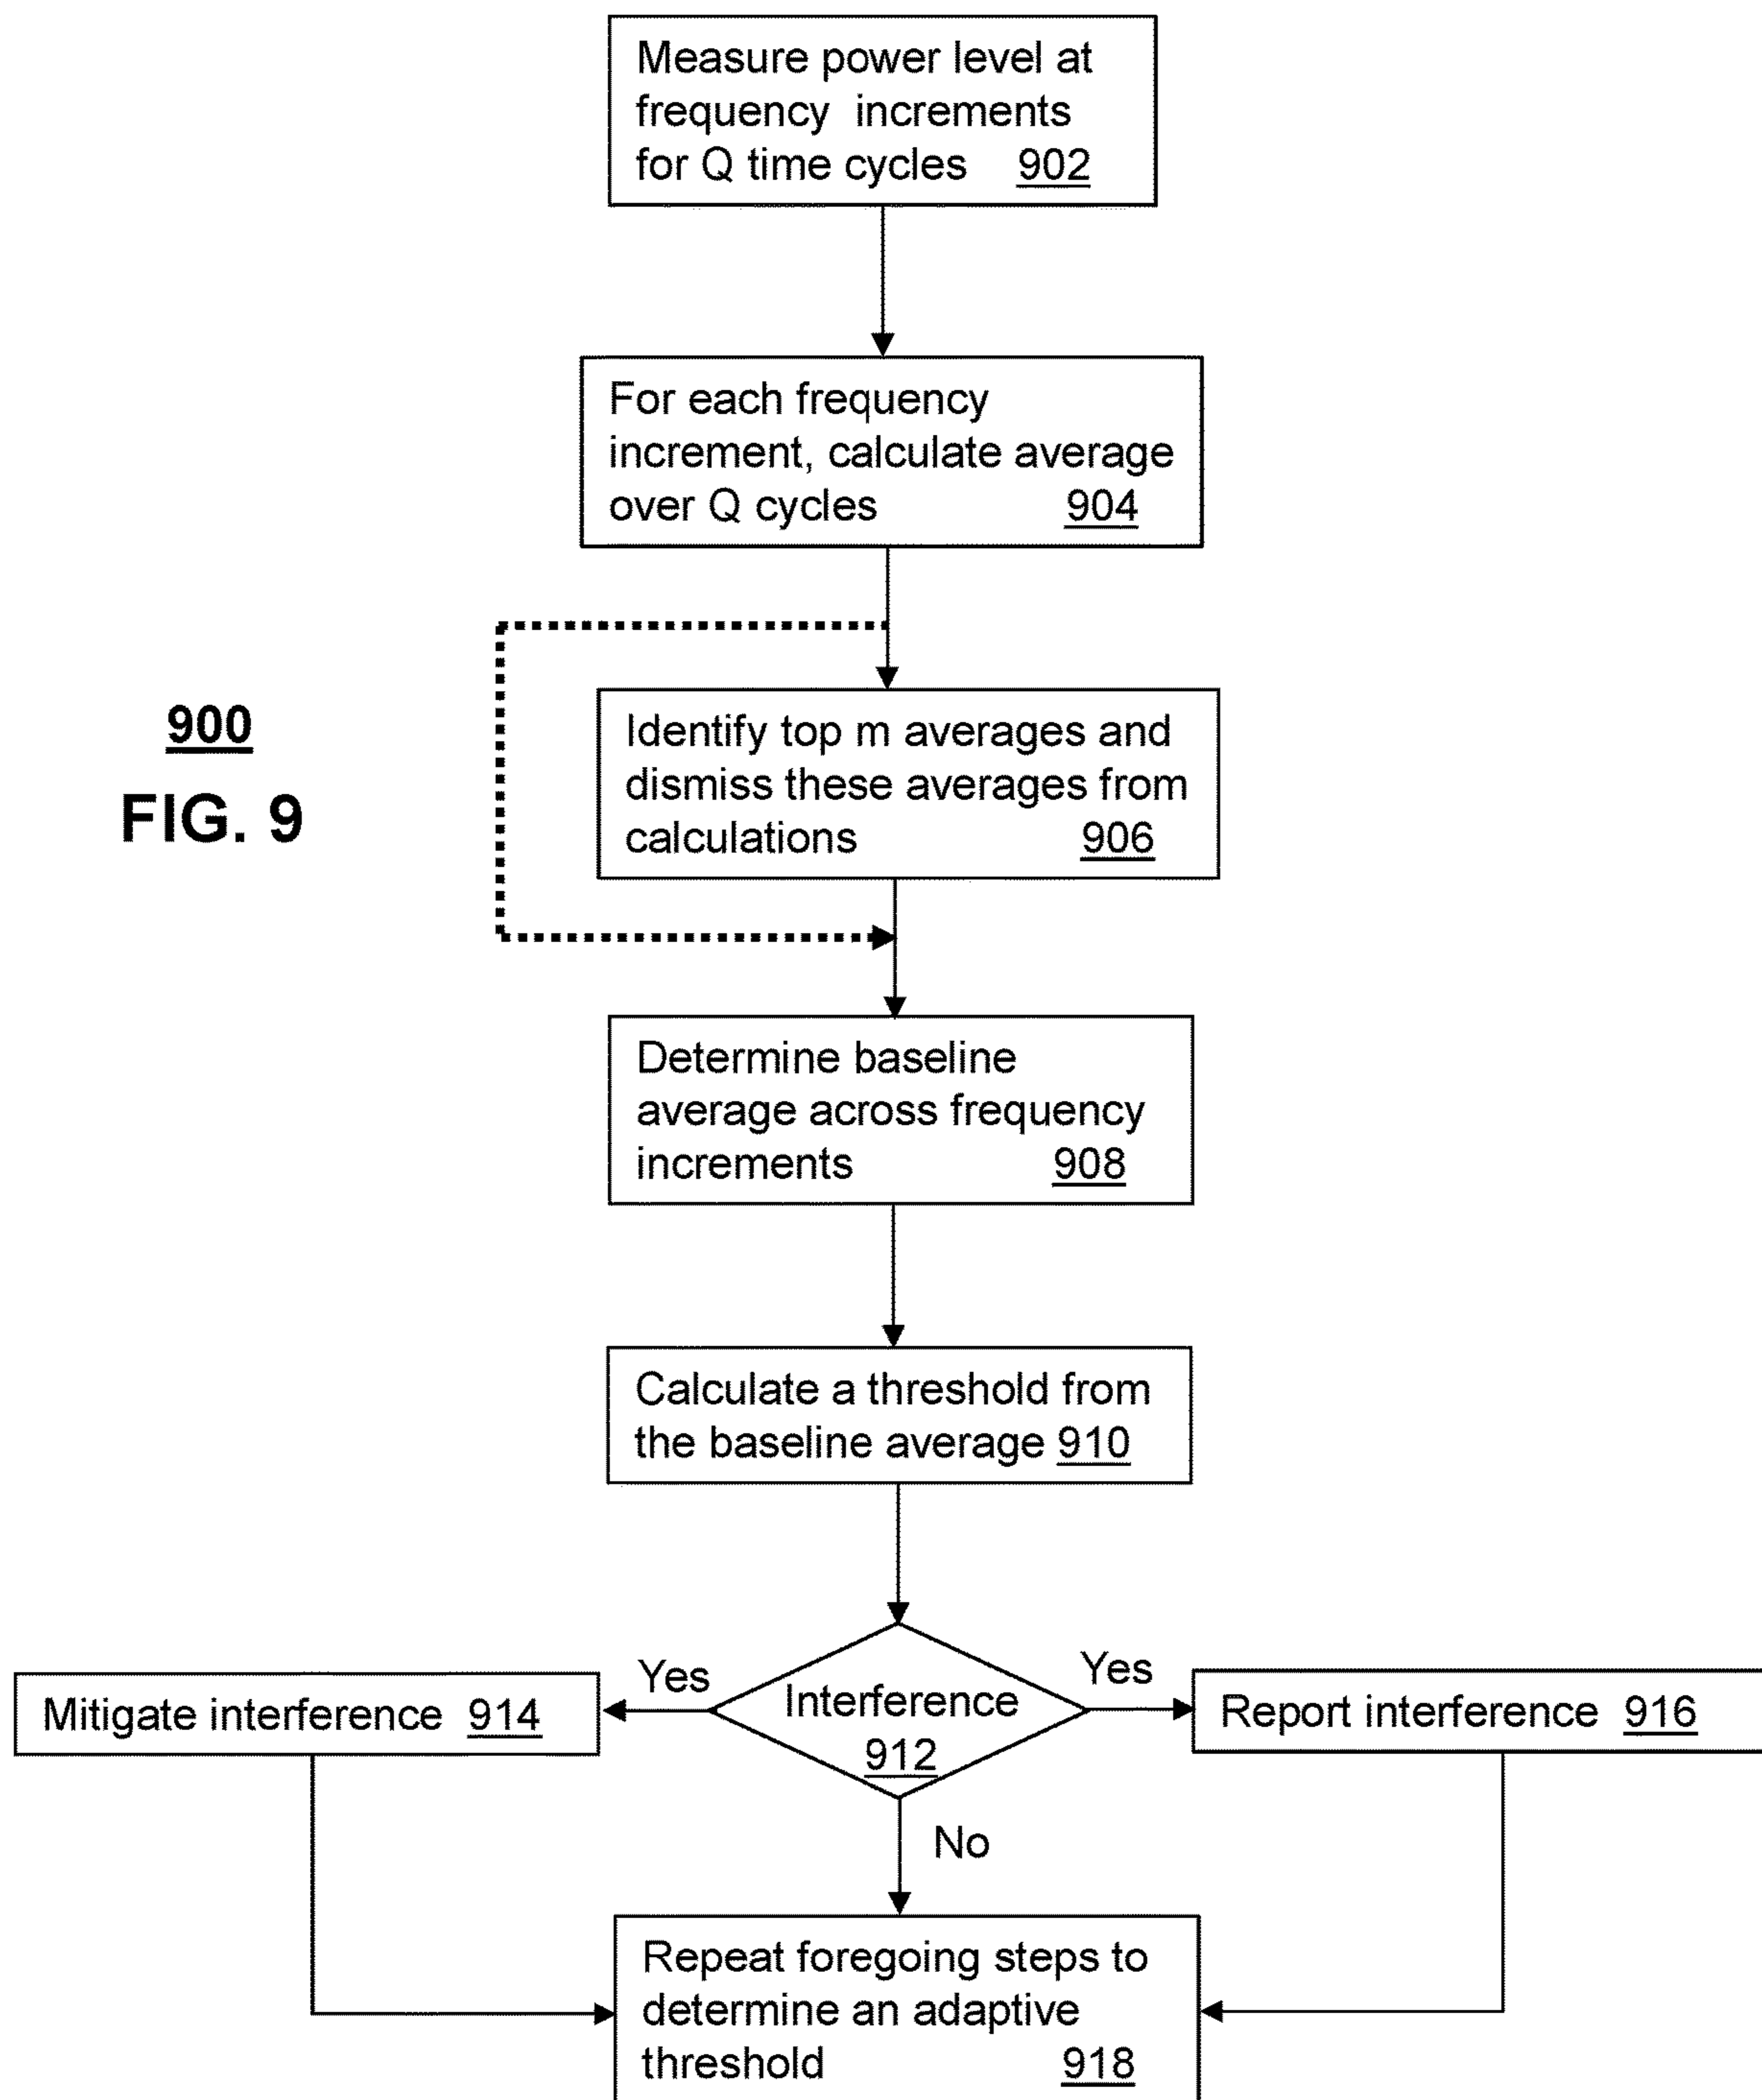 Measure power level at
frequency increments
for Q time cycles 902
For each frequency
increment, calculate average
over Q cycles 904
900
FIG. 9
Identify top m averages and
dismiss these averages from
calculations 906
Determine baseline
average across frequency
increments 908
Calculate a threshold from
the baseline average 910
Yes
Yes
Mitigate interference 914
Interference
912
Report interference 916
No
Repeat foregoing steps to
determine an adaptive
threshold 918